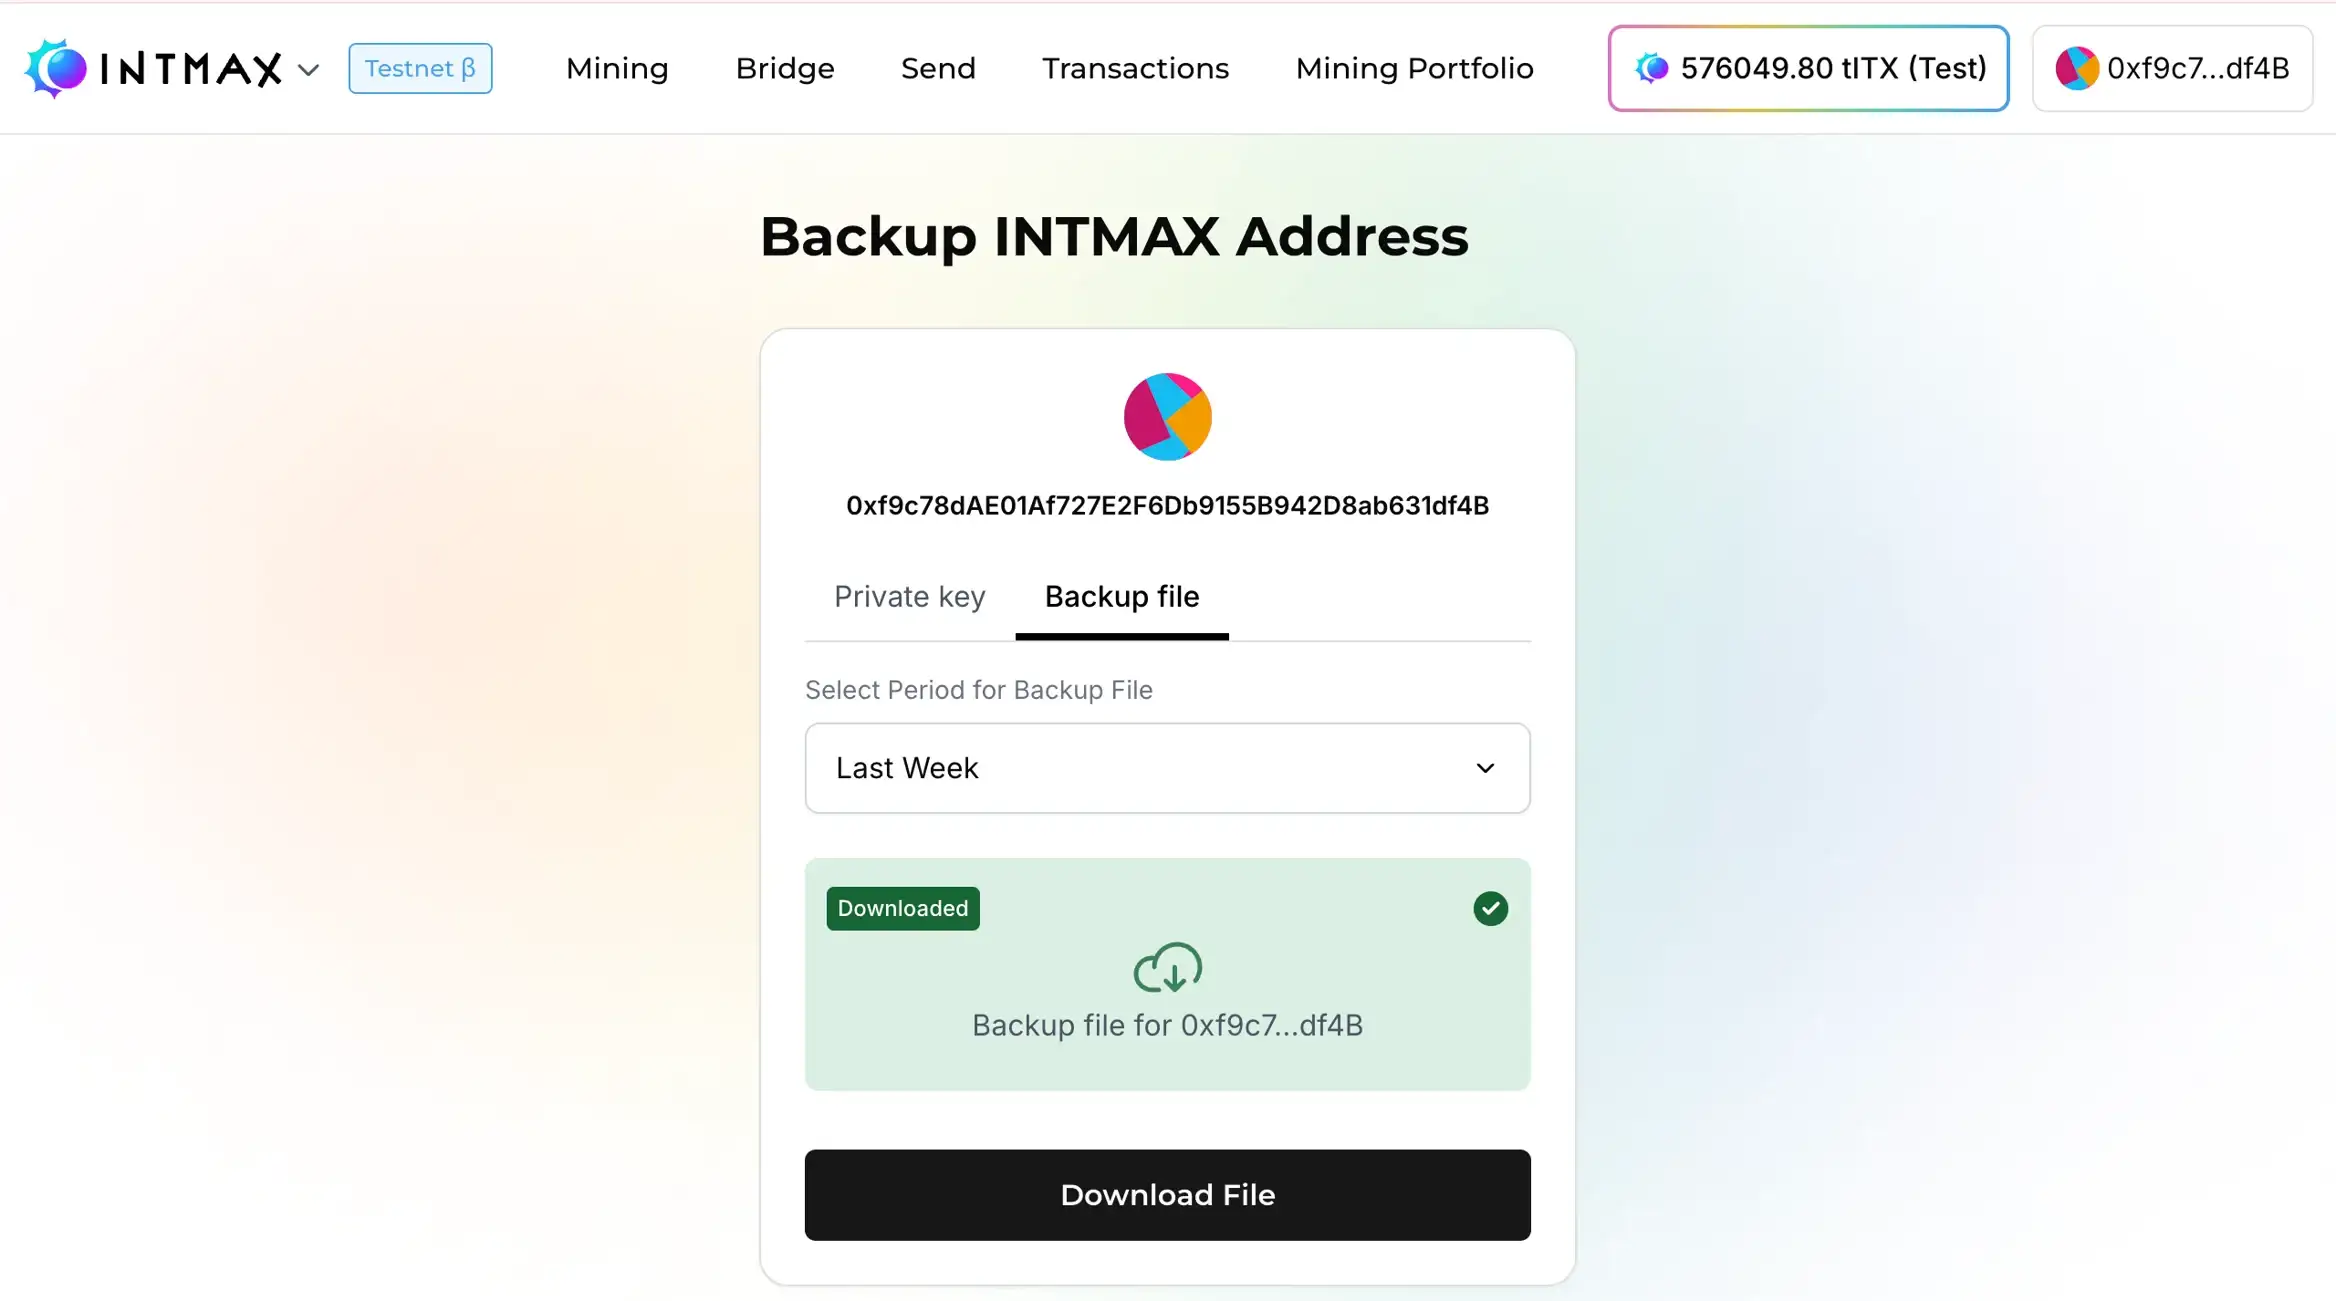 INTMAX Testnet β Mining Bridge Send Transactions Mining Portfolio 576049.80 tITX (Test) 0xf9c7...df4B
Backup INTMAX Address
0xf9c78dAE01Af727E2F6Db9155B942D8ab631df4B
Private key Backup file
Select Period for Backup File
Last Week
Downloaded
Backup file for 0xf9c7...df4B
Download File